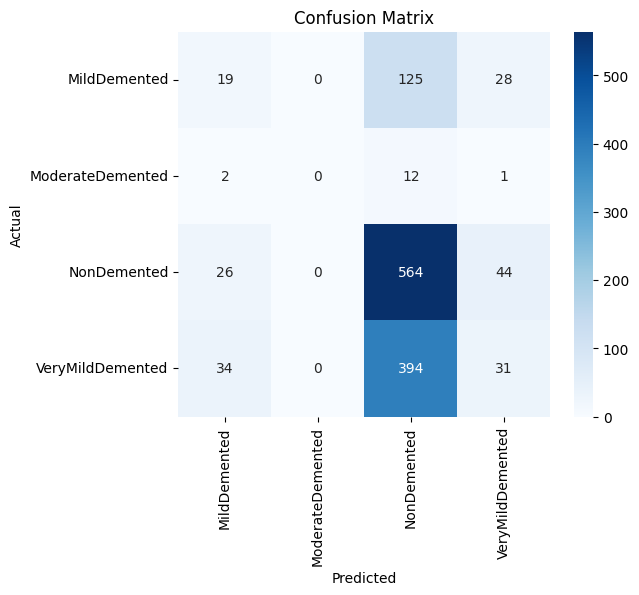 Confusion Matrix
MildDemented
19 0 125 28
ModerateDemented
2 0 12 1
NonDemented
26 0 564 44
VeryMildDemented
34 0 394 31
Actual
MildDemented
ModerateDemented
NonDemented
VeryMildDemented
Predicted
500
400
300
200
100
0